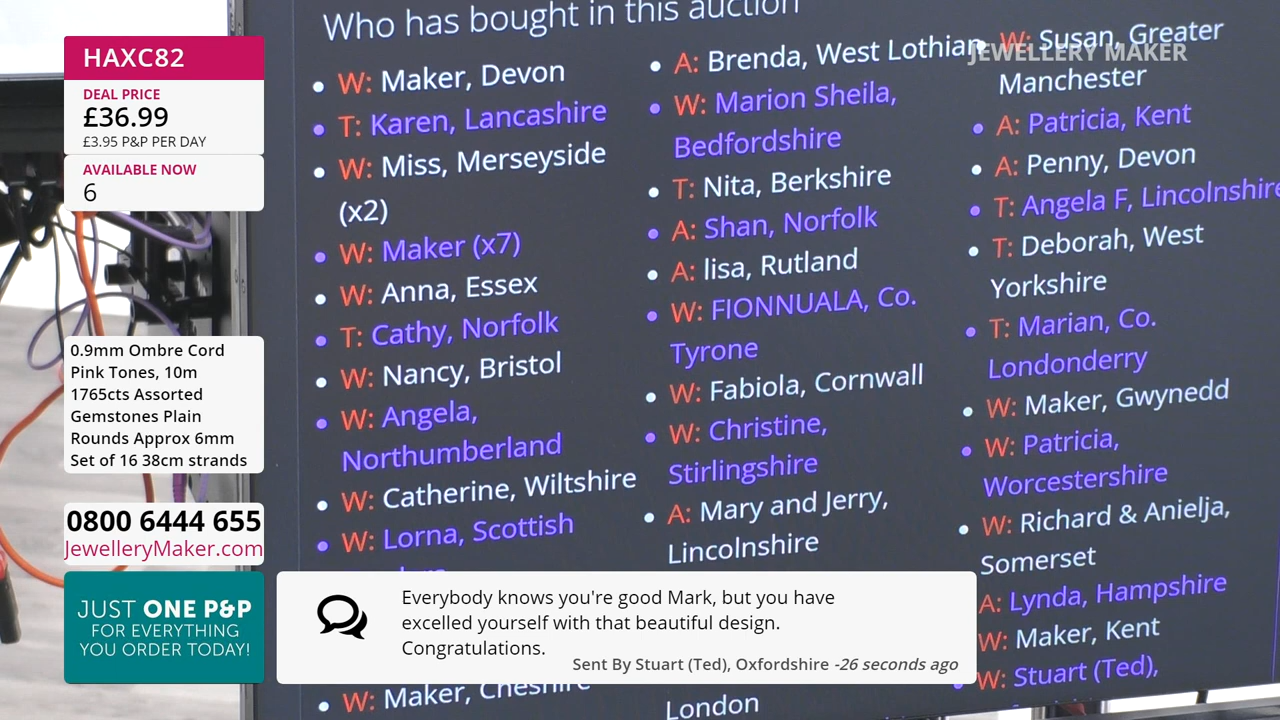 HAXC82
DEAL PRICE
£36.99
£3.95 P&P PER DAY
AVAILABLE NOW
6
0.9mm Ombre Cord
Pink Tones, 10m
1765cts Assorted
Gemstones Plain
Rounds Approx 6mm
Set of 16 38cm strands
0800 6444 655
JewelleryMaker.com
JUST ONE P&P
FOR EVERYTHING
YOU ORDER TODAY!
Who has bought in this auction
W: Maker, Devon
T: Karen, Lancashire
W: Miss, Merseyside
(x2)
W: Maker (x7)
W: Anna, Essex
T: Cathy, Norfolk
W: Nancy, Bristol
W: Angela,
Northumberland
W: Catherine, Wiltshire
W: Lorna, Scottish
W: Maker, Cheshire
A: Brenda, West Lothian
W: Marion Sheila,
Bedfordshire
T: Nita, Berkshire
A: Shan, Norfolk
A: lisa, Rutland
W: FIONNUALA, Co.
Tyrone
W: Fabiola, Cornwall
W: Christine,
Stirlingshire
A: Mary and Jerry,
Lincolnshire
London
JEWELLERY MAKER
W: Susan, Greater
Manchester
A: Patricia, Kent
A: Penny, Devon
T: Angela F, Lincolnshire
T: Deborah, West
Yorkshire
T: Marian, Co.
Londonderry
W: Maker, Gwynedd
W: Patricia,
Worcestershire
W: Richard & Anielja,
Somerset
A: Lynda, Hampshire
W: Maker, Kent
W: Stuart (Ted),
Everybody knows you're good Mark, but you have
excelled yourself with that beautiful design.
Congratulations.
Sent By Stuart (Ted), Oxfordshire -26 seconds ago